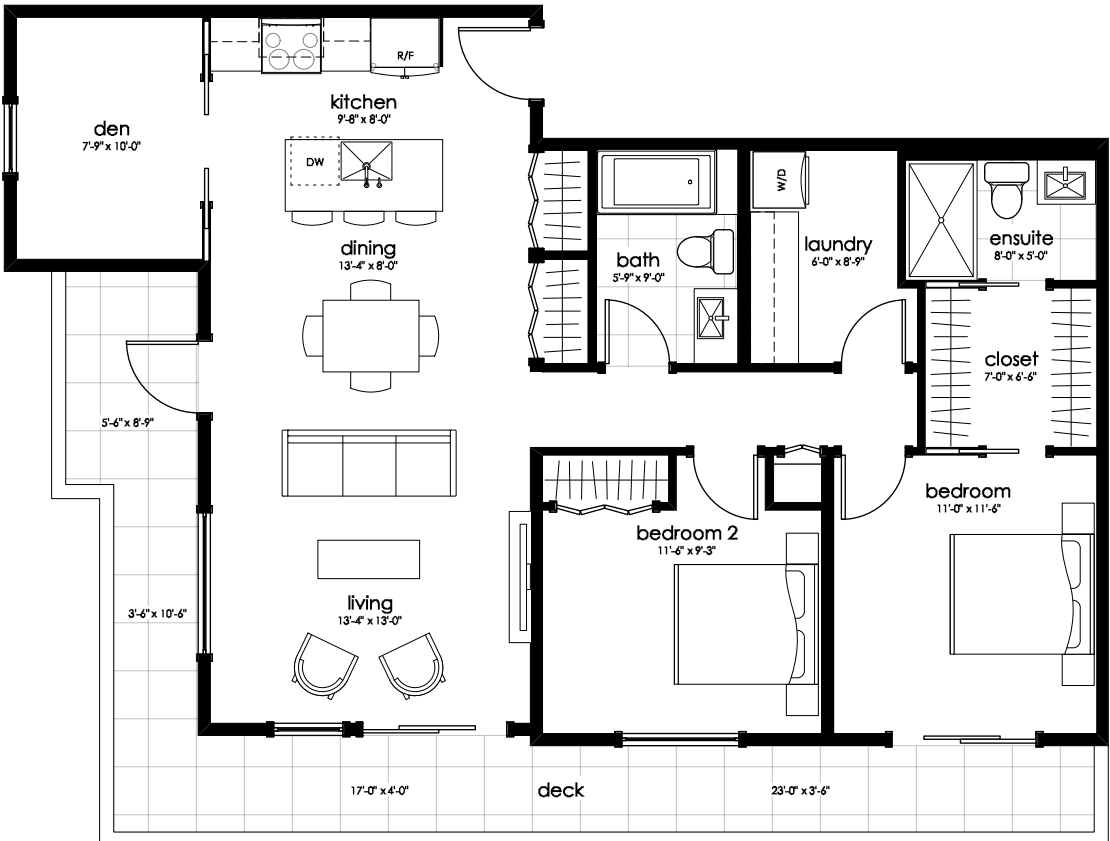 R/F
kitchen
9'-8" x 8'-0"
den
7'-9" x 10'-0"
DW
W/D
dining
13'-4" x 8'-0"
bath
5'-9" x 9'-0"
laundry
6'-0" x 8'-9"
ensuite
8'-0" x 5'-0"
closet
7'-0" x 6'-6"
5'-6" x 8'-9"
bedroom
11'-0" x 11'-6"
bedroom 2
11'-6" x 9'-3"
living
13'-4" x 13'-0"
3'-6" x 10'-6"
17'-0" x 4'-0"
deck
23'-0" x 3'-6"